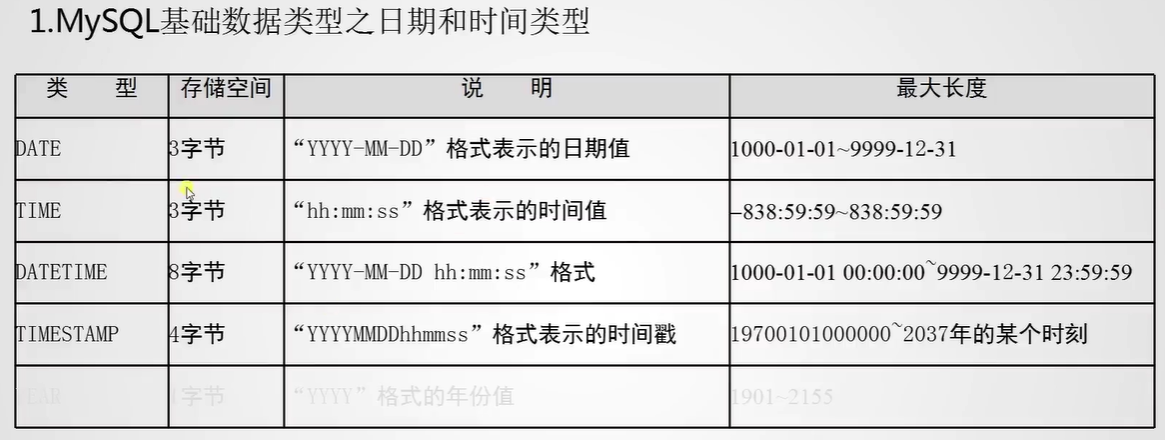 1.MySQL基础数据类型之日期和时间类型
类 型 存储空间 说 明 最大长度
DATE 3字节 “YYYY-MM-DD”格式表示的日期值 1000-01-01~9999-12-31
TIME 3字节 “hh:mm:ss”格式表示的时间值 –838:59:59~838:59:59
DATETIME 8字节 “YYYY-MM-DD hh:mm:ss”格式 1000-01-01 00:00:00~9999-12-31 23:59:59
TIMESTAMP 4字节 “YYYYMMDDhhmmss”格式表示的时间戳 19700101000000~2037年的某个时刻
YEAR 1字节 “YYYY”格式的年份值 1901~2155